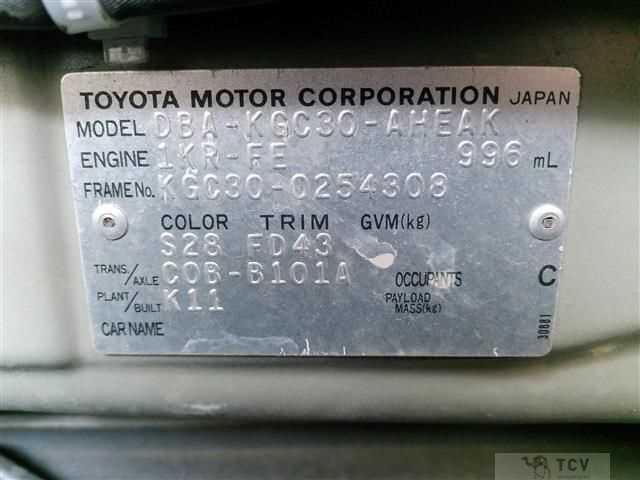 TOYOTA MOTOR CORPORATION JAPAN
MODEL DBA-KGC30-AHEAK
ENGINE 1KR-FE 996 mL
FRAME No. KGC30-0254308
COLOR TRIM GVM(kg)
S28 FD43
TRANS./AXLE C0B-B101A OCCUPANTS C
PLANT/BUILT K11 PAYLOAD MASS(kg)
CAR NAME
30881
TCV